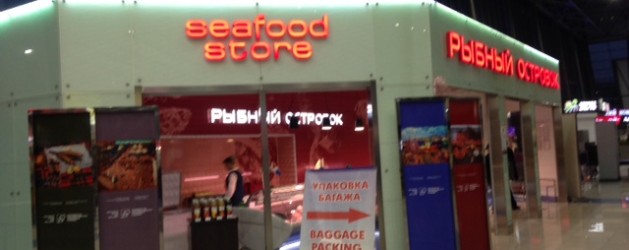 seafood
store
РЫБНЫЙ ОСТРОВОК
РЫБНЫЙ ОСТРОВОК
УПАКОВКА
БАГАЖА
BAGGAGE
PACKING